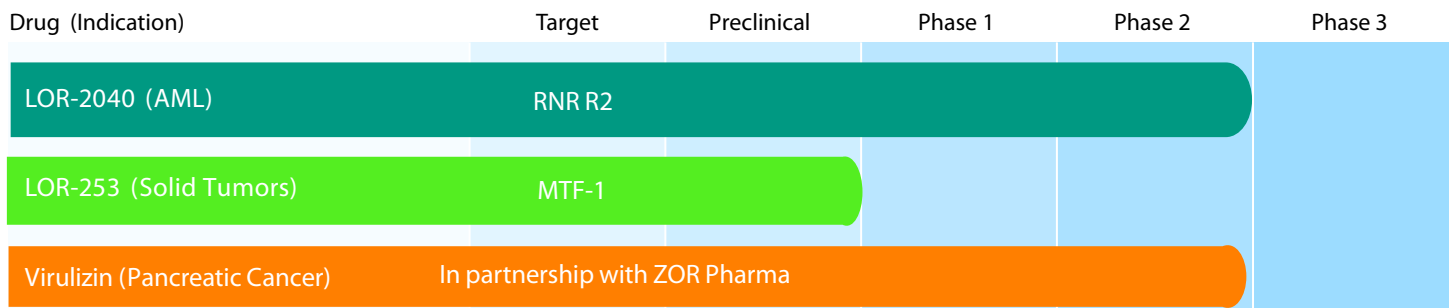 Drug (Indication) Target Preclinical Phase 1 Phase 2 Phase 3
LOR-2040 (AML) RNR R2
LOR-253 (Solid Tumors) MTF-1
Virulizin (Pancreatic Cancer) In partnership with ZOR Pharma